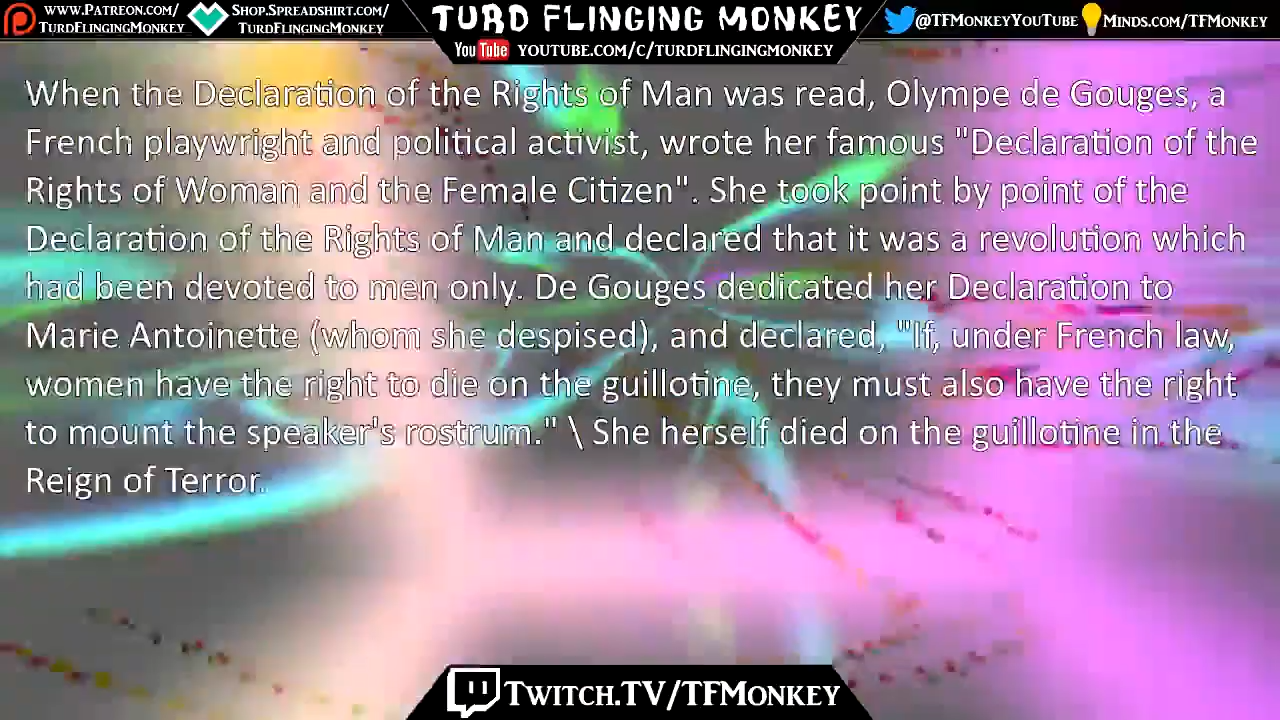 www.Patreon.com/
TurdFlingingMonkey
Shop.Spreadshirt.com/
TurdFlingingMonkey
TURD FLINGING MONKEY
You Tube youtube.com/c/turdflingingmonkey
@TFMonkeyYouTube
Minds.com/TFMonkey
When the Declaration of the Rights of Man was read, Olympe de Gouges, a
French playwright and political activist, wrote her famous "Declaration of the
Rights of Woman and the Female Citizen". She took point by point of the
Declaration of the Rights of Man and declared that it was a revolution which
had been devoted to men only. De Gouges dedicated her Declaration to
Marie Antoinette (whom she despised), and declared, "If, under French law,
women have the right to die on the guillotine, they must also have the right
to mount the speaker's rostrum." \ She herself died on the guillotine in the
Reign of Terror.
Twitch.TV/TFMonkey